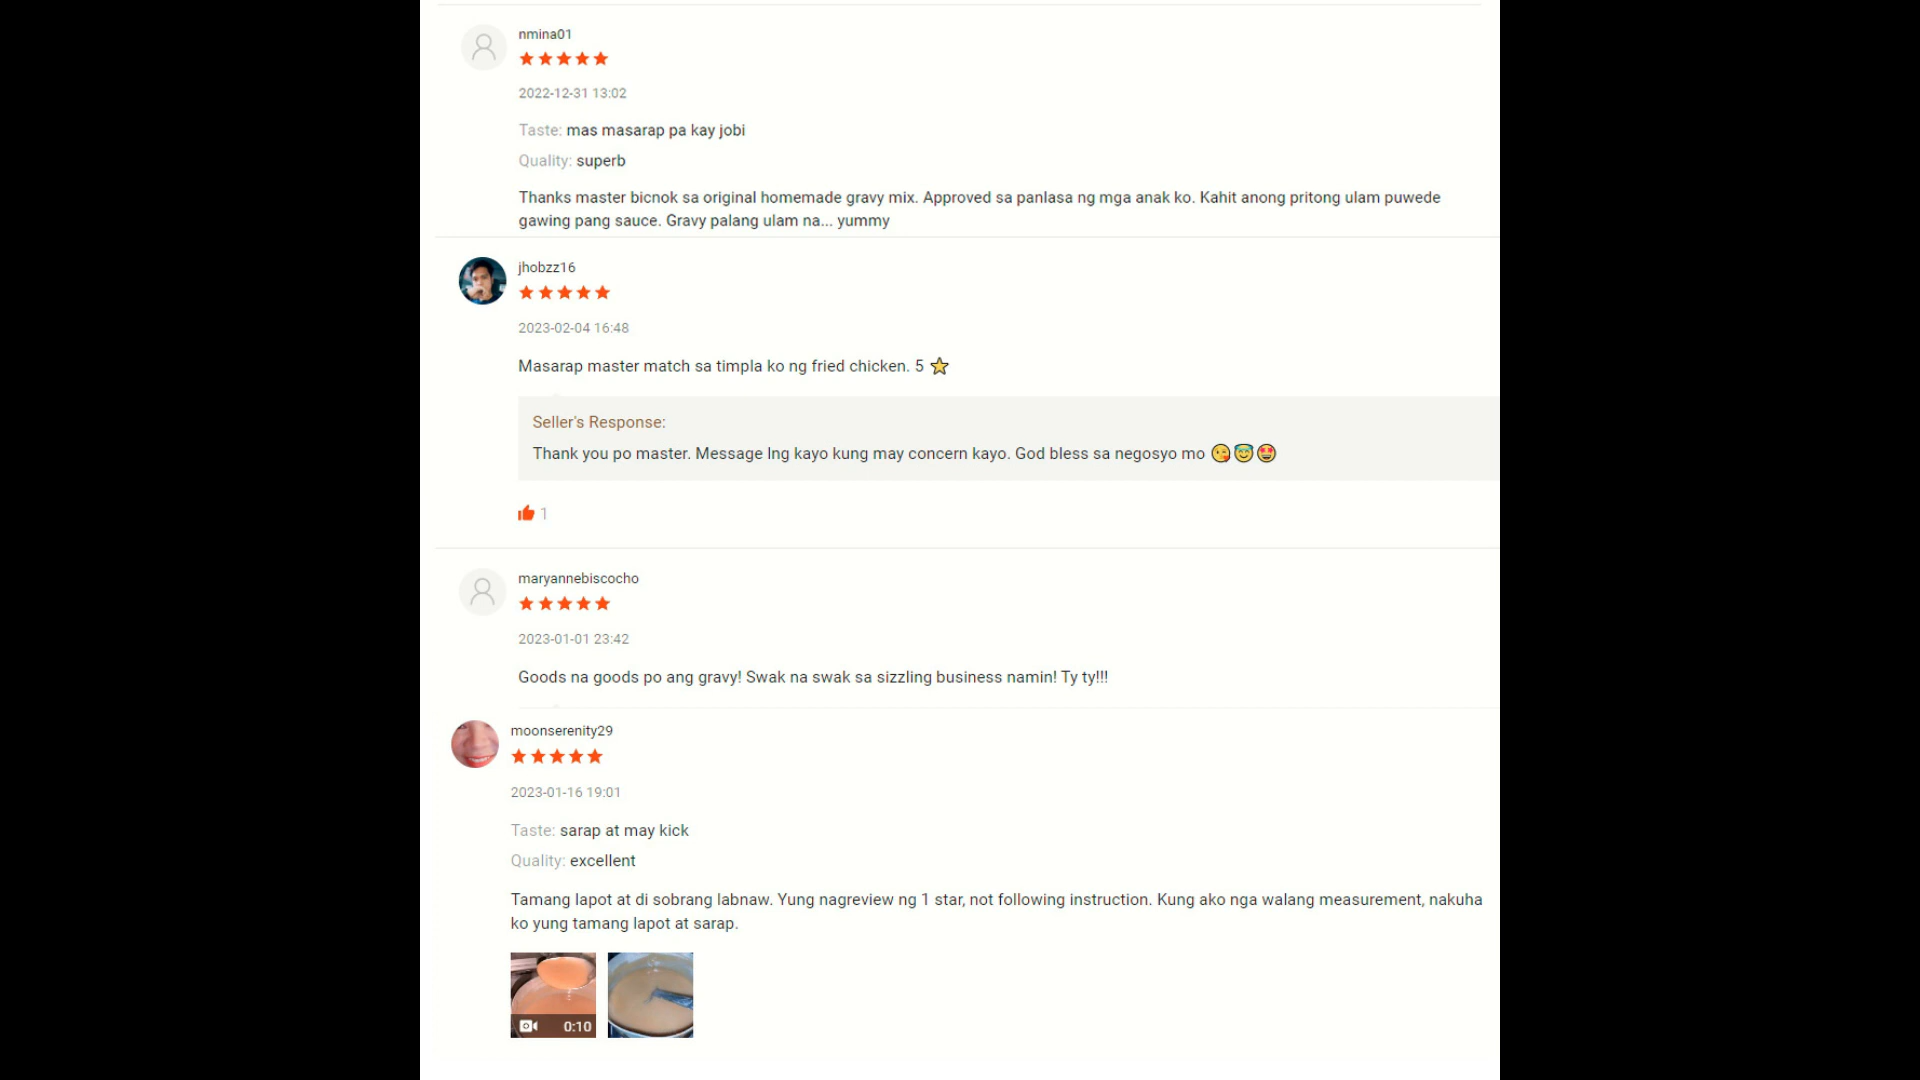 nmina01
2022-12-31 13:02
Taste: mas masarap pa kay jobi
Quality: superb
Thanks master bicnok sa original homemade gravy mix. Approved sa panlasa ng mga anak ko. Kahit anong pritong ulam puwede
gawing pang sauce. Gravy palang ulam na... yummy
jhobzz16
2023-02-04 16:48
Masarap master match sa timpla ko ng fried chicken. 5 ⭐
Seller's Response:
Thank you po master. Message lng kayo kung may concern kayo. God bless sa negosyo mo 😘😇🤩
1
maryannebiscocho
2023-01-01 23:42
Goods na goods po ang gravy! Swak na swak sa sizzling business namin! Ty ty!!!
moonserenity29
2023-01-16 19:01
Taste: sarap at may kick
Quality: excellent
Tamang lapot at di sobrang labnaw. Yung nagreview ng 1 star, not following instruction. Kung ako nga walang measurement, nakuha
ko yung tamang lapot at sarap.
0:10